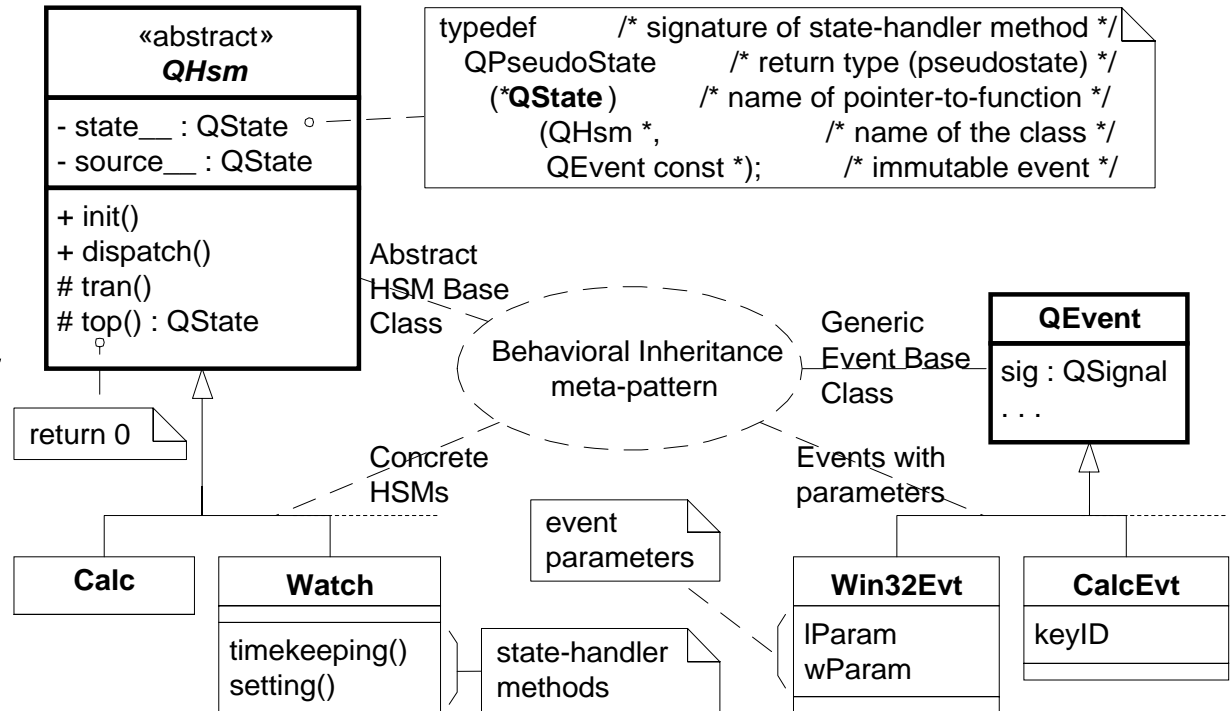 «abstract»
QHsm
- state__ : QState
- source__ : QState
+ init()
+ dispatch()
# tran()
# top() : QState
return 0
typedef /* signature of state-handler method */
QPseudoState /* return type (pseudostate) */
(*QState) /* name of pointer-to-function */
(QHsm *, /* name of the class */
QEvent const *); /* immutable event */
Abstract
HSM Base
Class
Behavioral Inheritance
meta-pattern
Generic
Event Base
Class
QEvent
sig : QSignal
. . .
Concrete
HSMs
Events with
parameters
event
parameters
Calc
Watch
timekeeping()
setting()
state-handler
methods
Win32Evt
lParam
wParam
CalcEvt
keyID